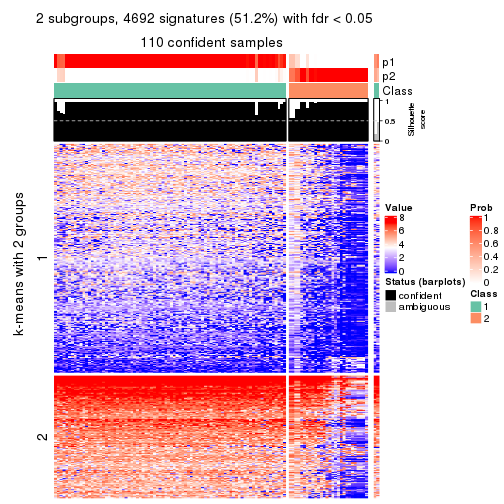 2 subgroups, 4692 signatures (51.2%) with fdr < 0.05
110 confident samples
p1
p2
Class
1
0.5
0
Silhouette
score
k-means with 2 groups
1
2
Value
8
6
4
2
0
Status (barplots)
confident
ambiguous
Prob
1
0.8
0.6
0.4
0.2
0
Class
1
2